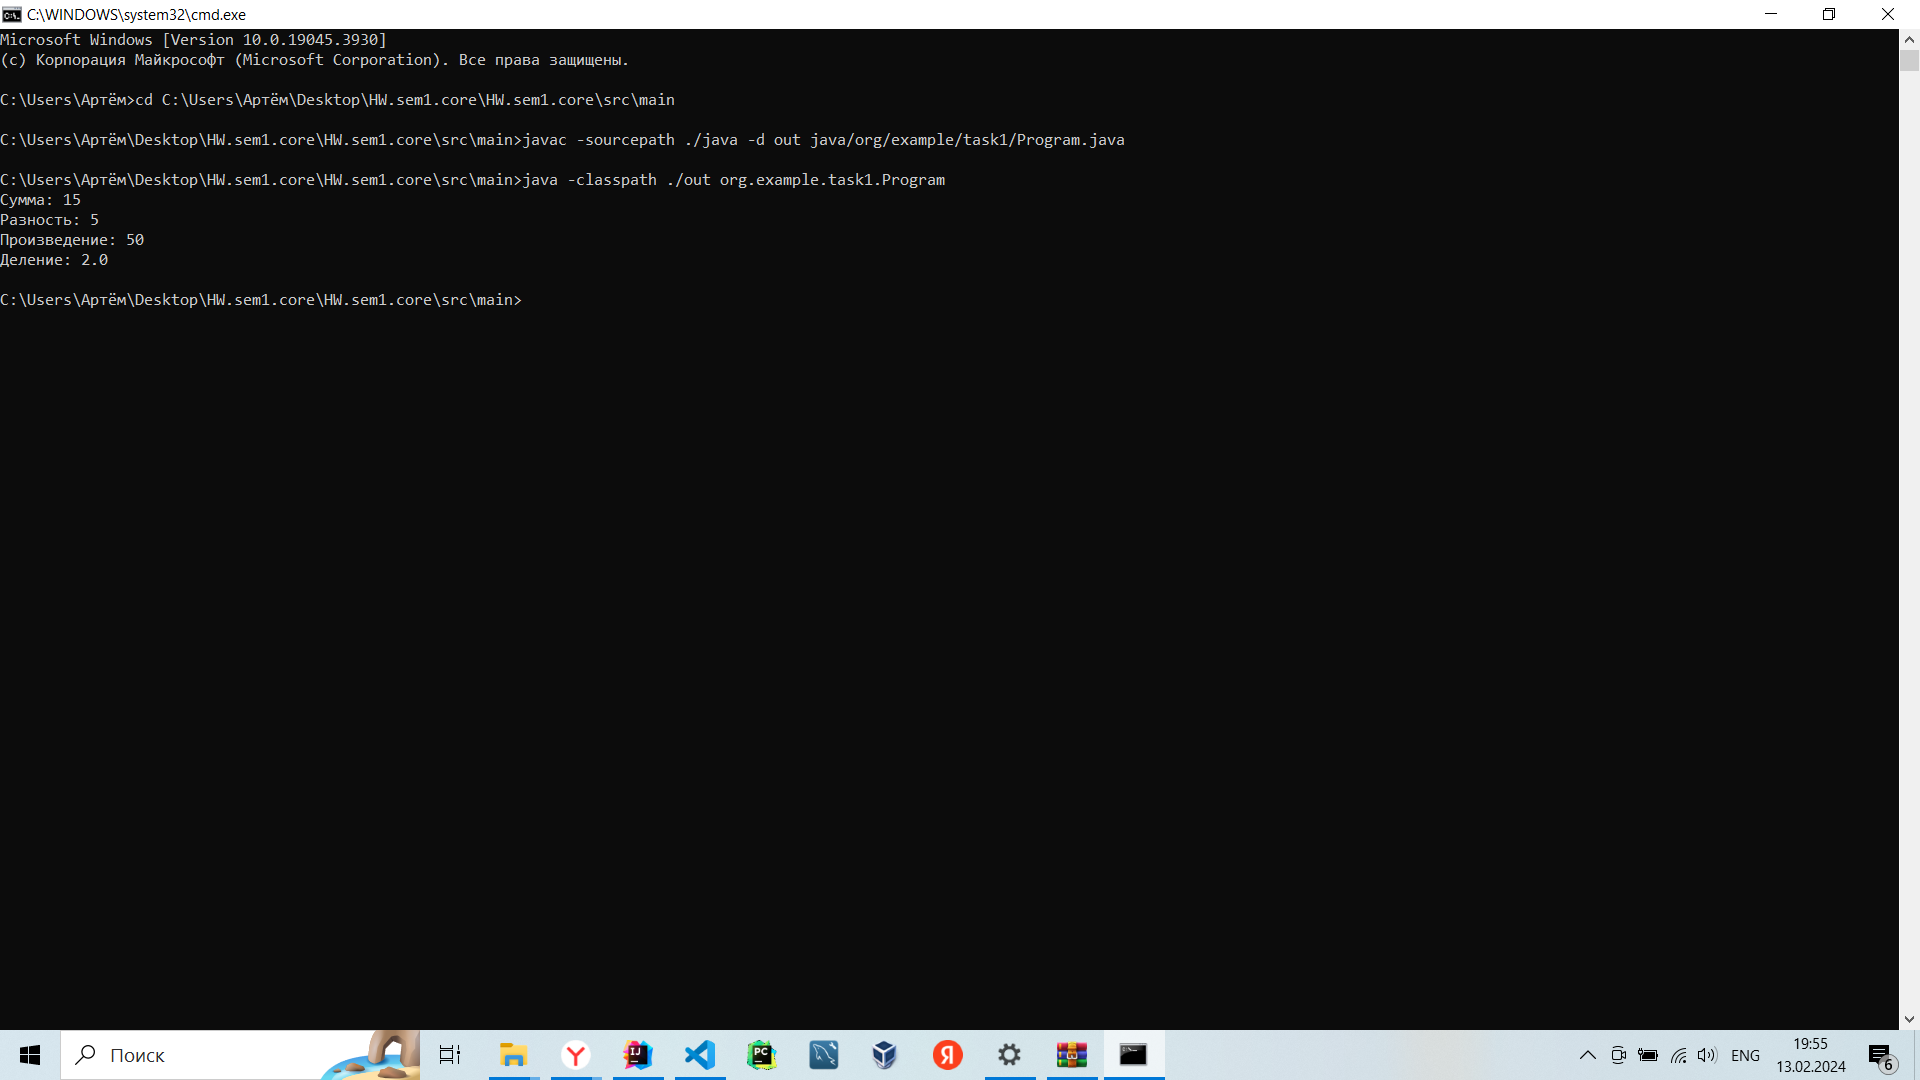 C:\WINDOWS\system32\cmd.exe
Microsoft Windows [Version 10.0.19045.3930]
(c) Корпорация Майкрософт (Microsoft Corporation). Все права защищены.
C:\Users\Артём>cd C:\Users\Артём\Desktop\HW.sem1.core\HW.sem1.core\src\main
C:\Users\Артём\Desktop\HW.sem1.core\HW.sem1.core\src\main>javac -sourcepath ./java -d out java/org/example/task1/Program.java
C:\Users\Артём\Desktop\HW.sem1.core\HW.sem1.core\src\main>java -classpath ./out org.example.task1.Program
Сумма: 15
Разность: 5
Произведение: 50
Деление: 2.0
C:\Users\Артём\Desktop\HW.sem1.core\HW.sem1.core\src\main>
Поиск
ENG
19:55
13.02.2024
6